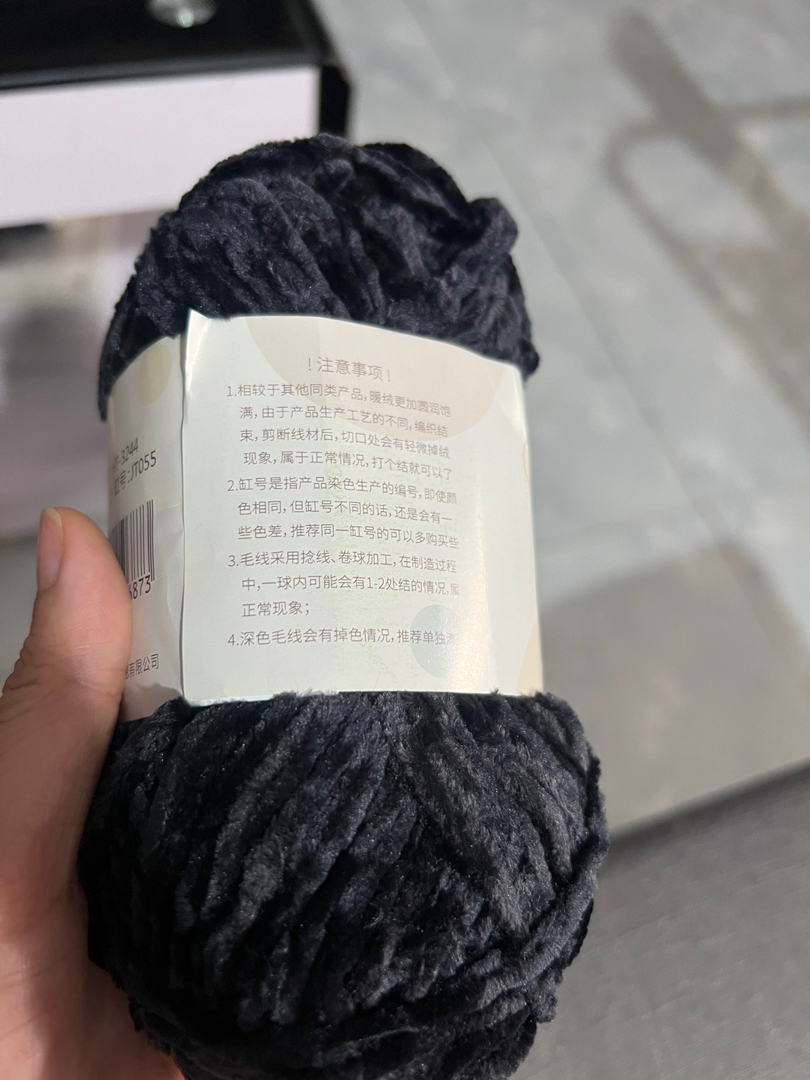 -3244
缸号:JT055
6873
有限公司
!注意事项!
1.相较于其他同类产品,暖绒更加圆润饱
满,由于产品生产工艺的不同,编织结
束,剪断线材后,切口处会有轻微掉绒
现象,属于正常情况,打个结就可以了
2.缸号是指产品染色生产的编号,即使颜
色相同,但缸号不同的话,还是会有一
些色差,推荐同一缸号的可以多购买些
3.毛线采用捻线、卷球加工,在制造过程
中,一球内可能会有1-2处结的情况,属
正常现象;
4.深色毛线会有掉色情况,推荐单独